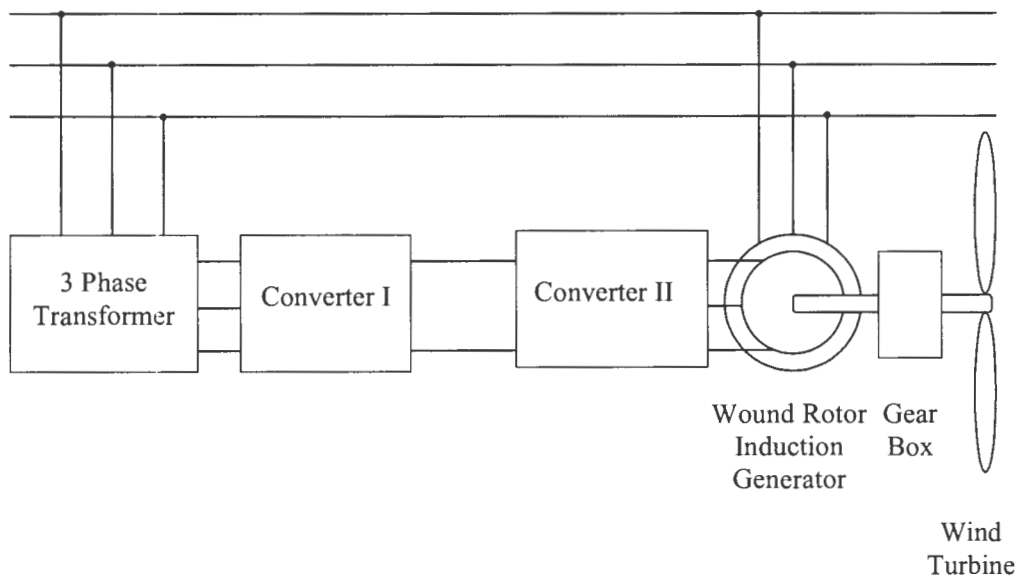 3 Phase
Transformer
Converter I
Converter II
Wound Rotor
Induction
Generator
Gear
Box
Wind
Turbine